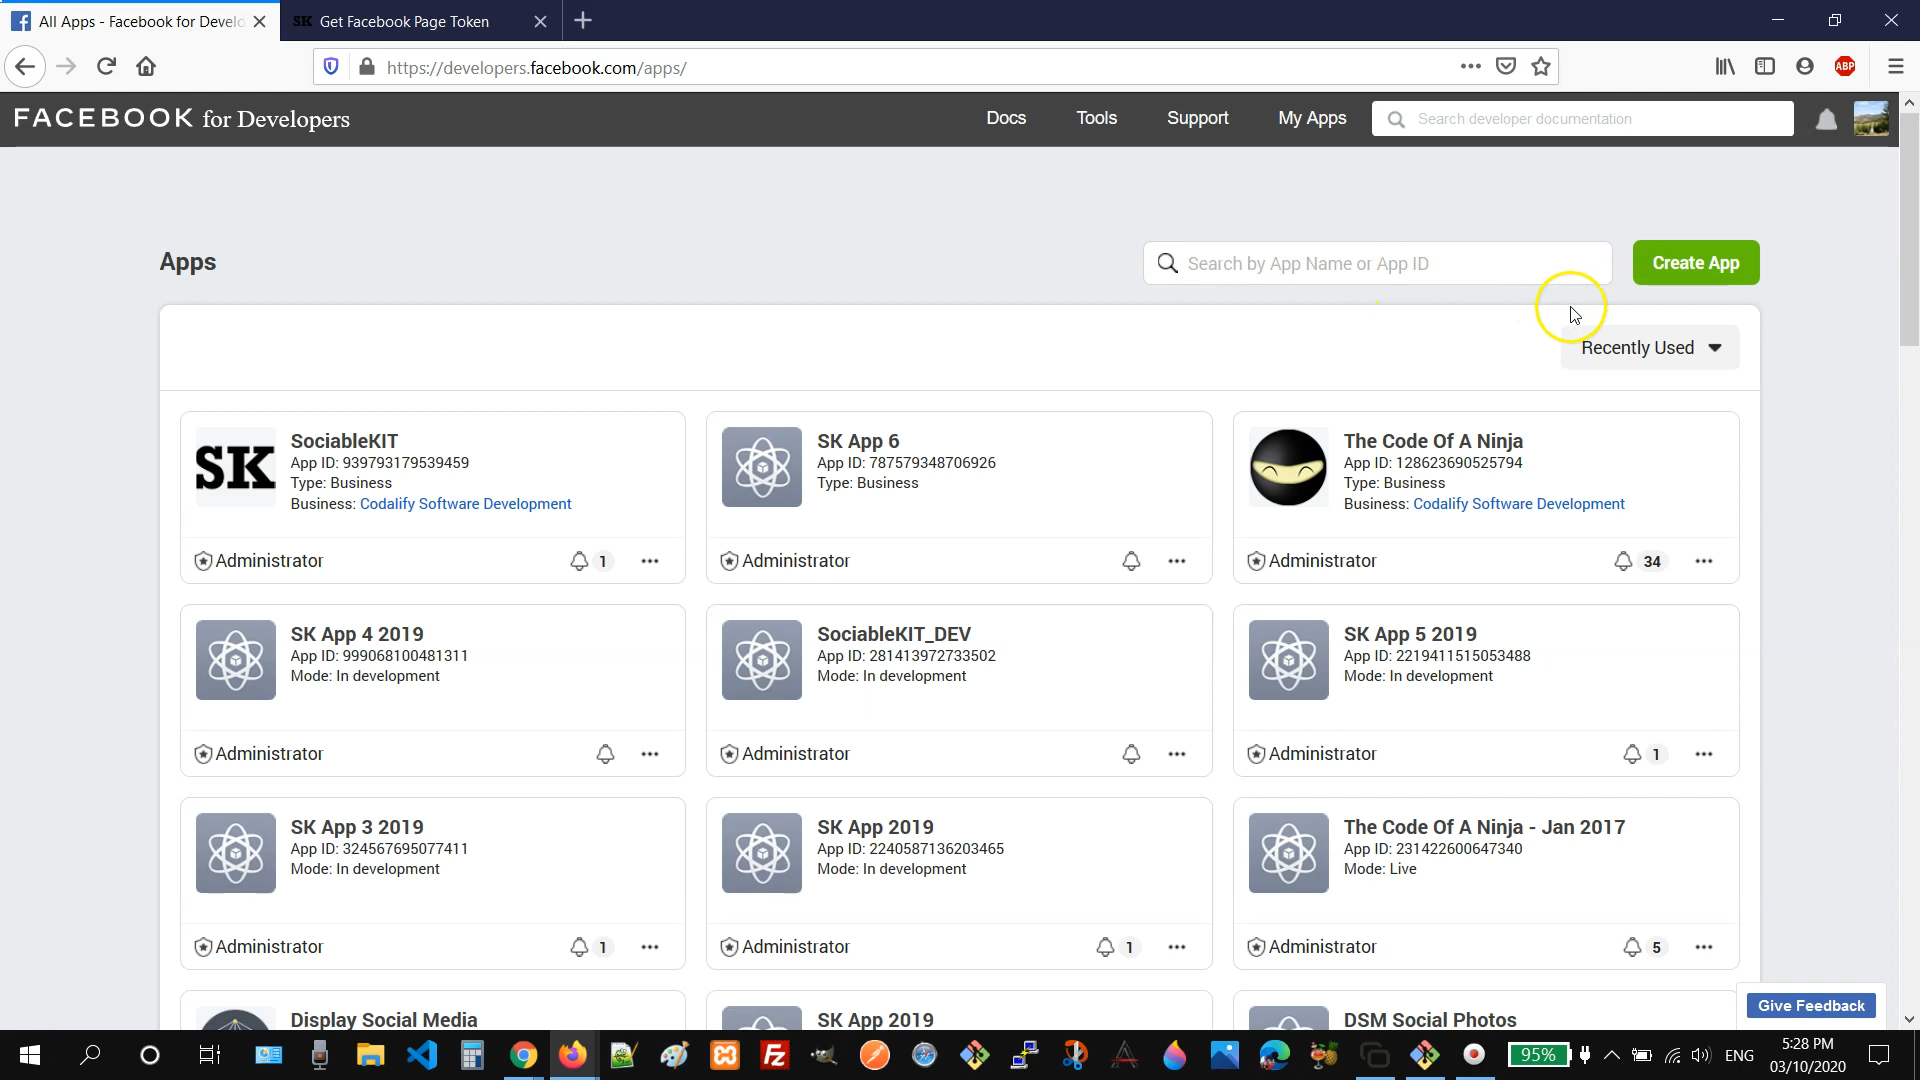 All Apps - Facebook for Develo
SK Get Facebook Page Token
https://developers.facebook.com/apps/
ABP
FACEBOOK for Developers
Docs
Tools
Support
My Apps
Search developer documentation
Apps
Search by App Name or App ID
Create App
Recently Used
SK
SociableKIT
App ID: 939793179539459
Type: Business
Business: Codalify Software Development
Administrator
1
SK App 6
App ID: 787579348706926
Type: Business
Administrator
The Code Of A Ninja
App ID: 128623690525794
Type: Business
Business: Codalify Software Development
Administrator
34
SK App 4 2019
App ID: 999068100481311
Mode: In development
Administrator
SociableKIT_DEV
App ID: 281413972733502
Mode: In development
Administrator
SK App 5 2019
App ID: 2219411515053488
Mode: In development
Administrator
1
SK App 3 2019
App ID: 324567695077411
Mode: In development
Administrator
1
SK App 2019
App ID: 2240587136203465
Mode: In development
Administrator
1
The Code Of A Ninja - Jan 2017
App ID: 231422600647340
Mode: Live
Administrator
5
Display Social Media
SK App 2019
DSM Social Photos
Give Feedback
95%
ENG
5:28 PM
03/10/2020